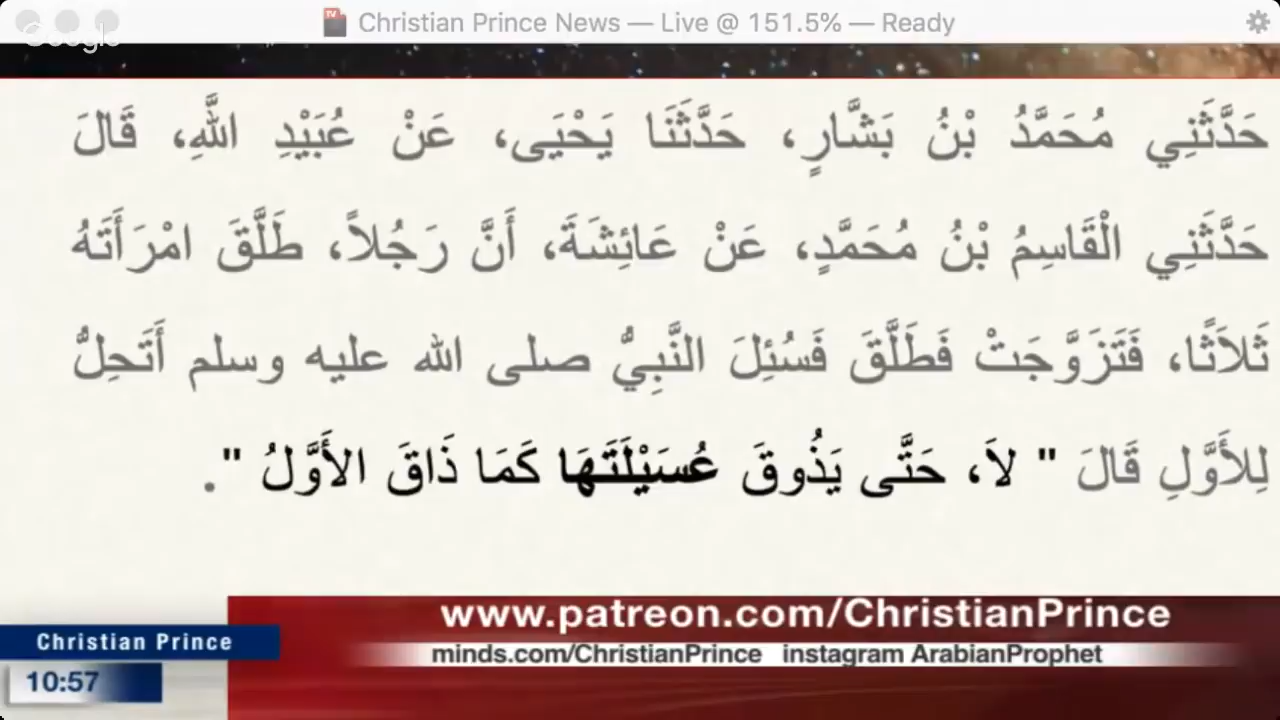 Christian Prince News — Live @ 151.5% — Ready
Google
حَدَّثَنِي مُحَمَّدُ بْنُ بَشَّارٍ، حَدَّثَنَا يَحْيَى، عَنْ عُبَيْدِ اللَّهِ، قَالَ
حَدَّثَنِي الْقَاسِمُ بْنُ مُحَمَّدٍ، عَنْ عَائِشَةَ، أَنَّ رَجُلاً، طَلَّقَ امْرَأَتَهُ
ثَلاَثًا، فَتَزَوَّجَتْ فَطَلَّقَ فَسُئِلَ النَّبِيُّ صلى الله عليه وسلم أَتَحِلُّ
لِلأَوَّلِ قَالَ " لاَ، حَتَّى يَذُوقَ عُسَيْلَتَهَا كَمَا ذَاقَ الأَوَّلُ ".
www.patreon.com/ChristianPrince
Christian Prince
minds.com/ChristianPrince instagram ArabianProphet
10:57